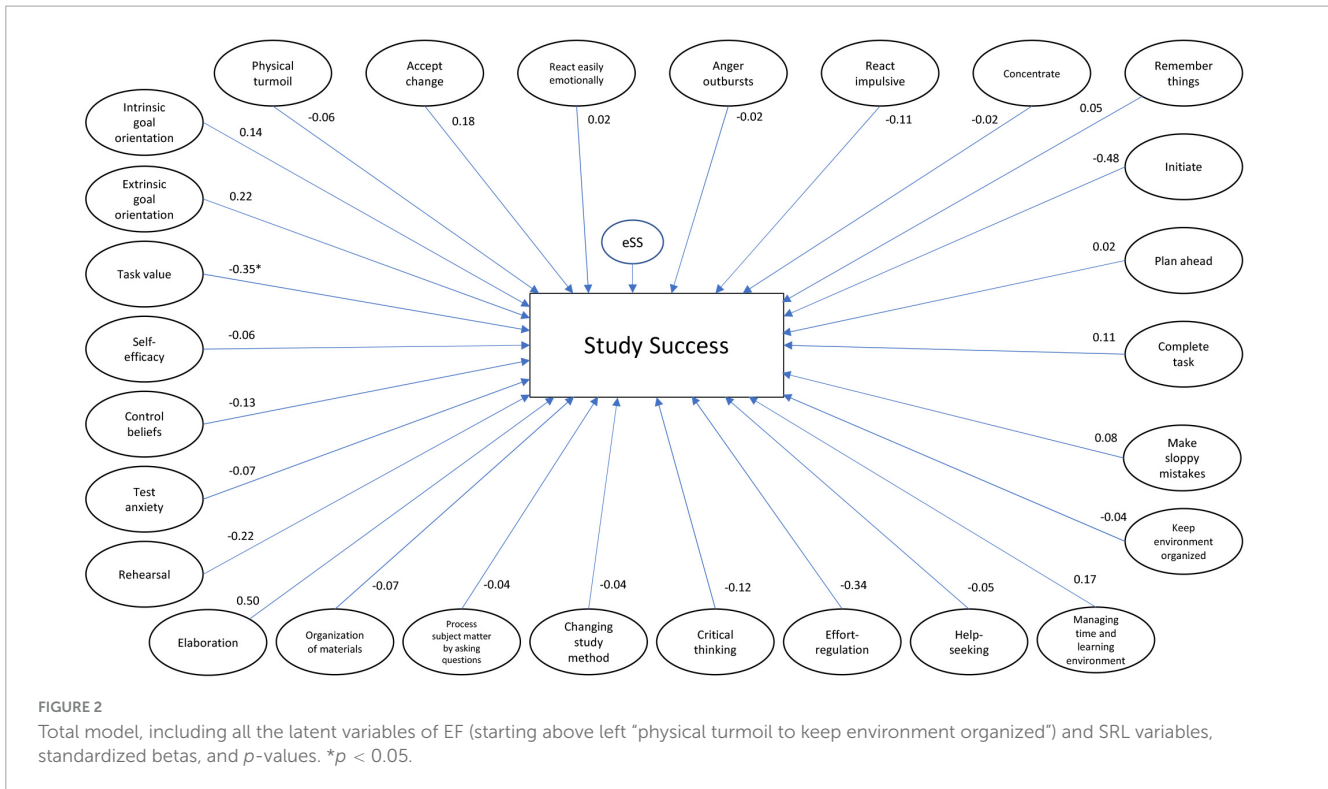 Physical
turmoil
Accept
change
React easily
emotionally
Anger
outbursts
React
impulsive
Concentrate
Remember
things
-0.06
0.18
0.02
-0.02
-0.11
-0.02
0.05
Intrinsic
goal
orientation
0.14
Extrinsic
goal
orientation
0.22
Task value
-0.35*
Self-
efficacy
-0.06
Control
beliefs
-0.13
Test
anxiety
-0.07
Rehearsal
-0.22
eSS
Study Success
-0.48
Initiate
0.02
Plan ahead
0.11
Complete
task
0.08
Make
sloppy
mistakes
-0.04
Keep
environment
organized
0.50
-0.07
-0.04
-0.04
-0.12
-0.34
-0.05
0.17
Elaboration
Organization
of materials
Process
subject matter
by asking
questions
Changing
study
method
Critical
thinking
Effort-
regulation
Help-
seeking
Managing
time and
learning
environment
FIGURE 2
Total model, including all the latent variables of EF (starting above left “physical turmoil to keep environment organized”) and SRL variables,
standardized betas, and p-values. *p < 0.05.